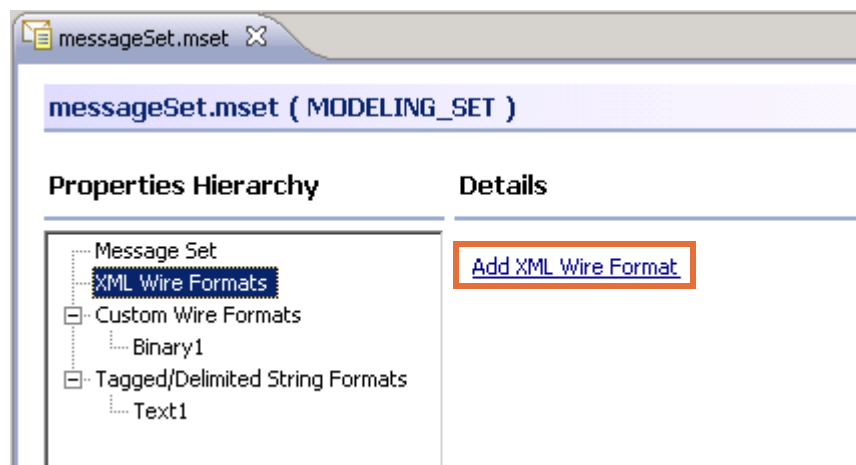 messageSet.mset
messageSet.mset ( MODELING_SET )
Properties Hierarchy
Details
Message Set
XML Wire Formats
Custom Wire Formats
Binary1
Tagged/Delimited String Formats
Text1
Add XML Wire Format